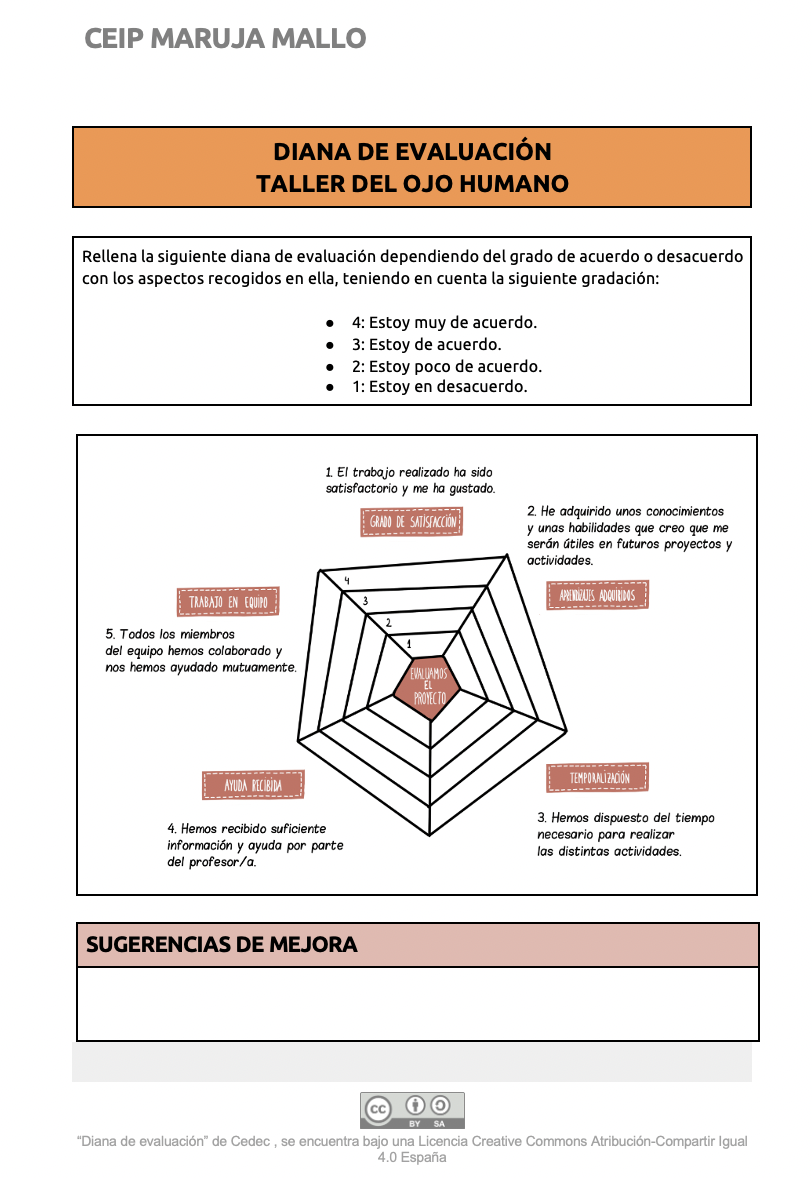 CEIP MARUJA MALLO
DIANA DE EVALUACIÓN
TALLER DEL OJO HUMANO
Rellena la siguiente diana de evaluación dependiendo del grado de acuerdo o desacuerdo
con los aspectos recogidos en ella, teniendo en cuenta la siguiente gradación:
● 4: Estoy muy de acuerdo.
● 3: Estoy de acuerdo.
● 2: Estoy poco de acuerdo.
● 1: Estoy en desacuerdo.
1. El trabajo realizado ha sido
satisfactorio y me ha gustado.
GRADO DE SATISFACCIÓN
2. He adquirido unos conocimientos
y unas habilidades que creo que me
serán útiles en futuros proyectos y
actividades.
APRENDIZAJES ADQUIRIDOS
TRABAJO EN EQUIPO
5. Todos los miembros
del equipo hemos colaborado y
nos hemos ayudado mutuamente.
4
3
2
1
EVALUAMOS
EL
PROYECTO
AYUDA RECIBIDA
4. Hemos recibido suficiente
información y ayuda por parte
del profesor/a.
TEMPORALIZACIÓN
3. Hemos dispuesto del tiempo
necesario para realizar
las distintas actividades.
SUGERENCIAS DE MEJORA
cc BY SA
“Diana de evaluación” de Cedec , se encuentra bajo una Licencia Creative Commons Atribución-Compartir Igual
4.0 España